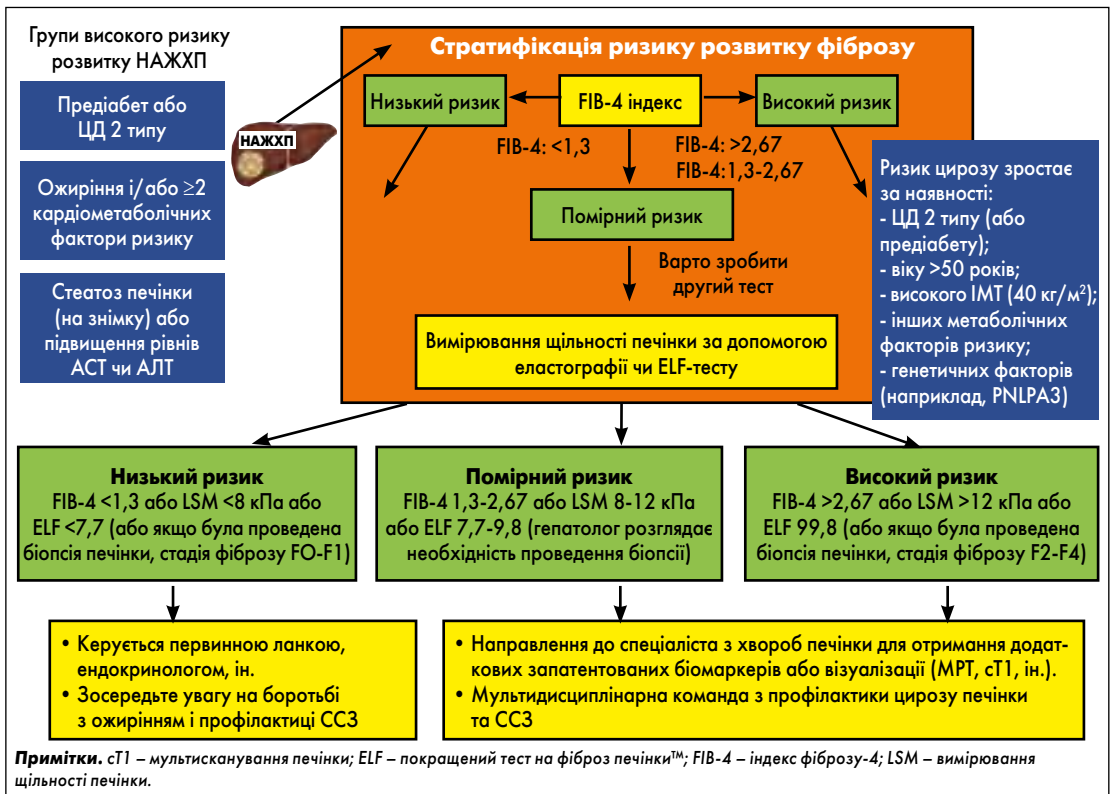 Групи високого ризику
розвитку НАЖХП
Предіабет або
ЦД 2 типу
Ожиріння і/або ≥2
кардіометаболічних
фактори ризику
Стеатоз печінки
(на знімку) або
підвищення рівнів
АСТ чи АЛТ
НАЖХП
Стратифікація ризику розвитку фіброзу
Низький ризик
FIB-4 індекс
Високий ризик
FIB-4: <1,3
FIB-4: >2,67
FIB-4:1,3-2,67
Помірний ризик
Варто зробити
другий тест
Вимірювання щільності печінки за допомогою
еластографії чи ELF-тесту
Ризик цирозу зростає
за наявності:
- ЦД 2 типу (або
предіабету);
- віку >50 років;
- високого ІМТ (40 кг/м²);
- інших метаболічних
факторів ризику;
- генетичних факторів
(наприклад, PNLPA3)
Низький ризик
FIB-4 <1,3 або LSM <8 кПа або
ELF <7,7 (або якщо була проведена
біопсія печінки, стадія фіброзу FO-F1)
Помірний ризик
FIB-4 1,3-2,67 або LSM 8-12 кПа
або ELF 7,7-9,8 (гепатолог розглядає
необхідність проведення біопсії)
Високий ризик
FIB-4 >2,67 або LSM >12 кПа або
ELF 99,8 (або якщо була проведена
біопсія печінки, стадія фіброзу F2-F4)
• Керується первинною ланкою,
ендокринологом, ін.
• Зосередьте увагу на боротьбі
з ожирінням і профілактиці ССЗ
• Направлення до спеціаліста з хвороб печінки для отримання додат-
кових запатентованих біомаркерів або візуалізації (МРТ, cT1, ін.).
• Мультидисциплінарна команда з профілактики цирозу печінки
та ССЗ
Примітки. cT1 – мультисканування печінки; ELF – покращений тест на фіброз печінки™; FIB-4 – індекс фіброзу-4; LSM – вимірювання
щільності печінки.